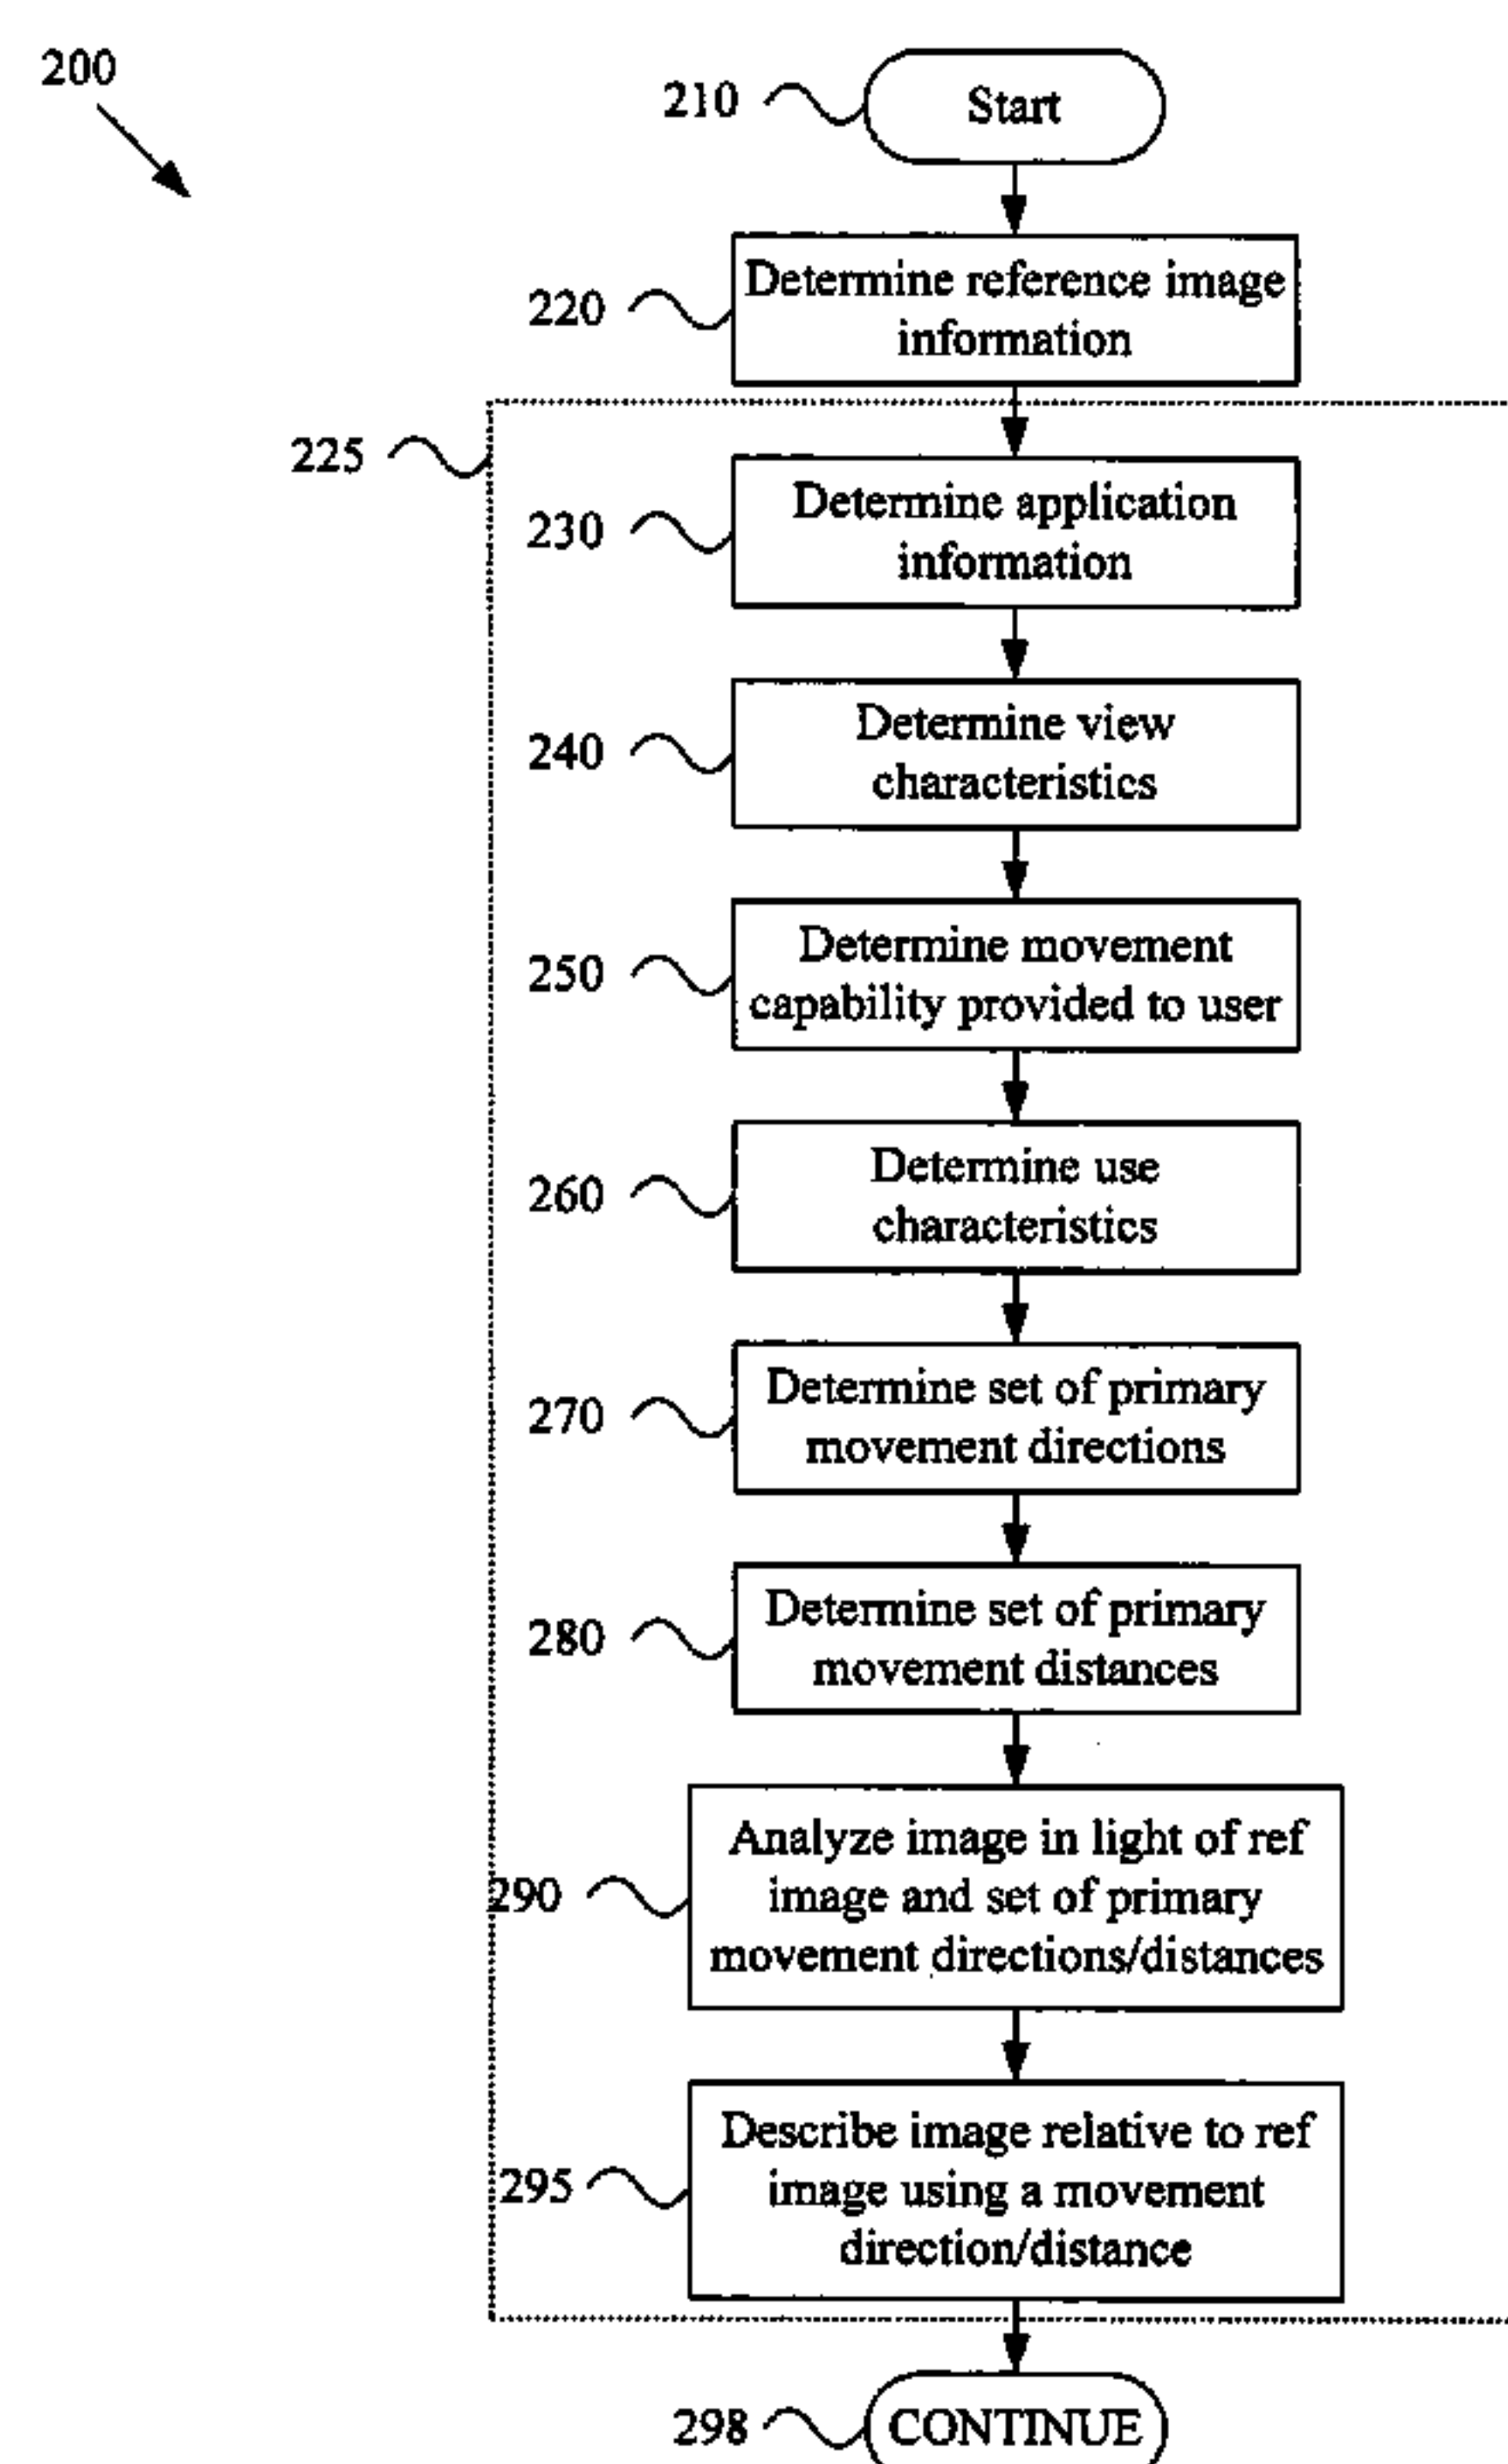 200
210
Start
220
Determine reference image
information
225
230
Determine application
information
240
Determine view
characteristics
250
Determine movement
capability provided to user
260
Determine use
characteristics
270
Determine set of primary
movement directions
280
Determine set of primary
movement distances
290
Analyze image in light of ref
image and set of primary
movement directions/distances
295
Describe image relative to ref
image using a movement
direction/distance
298
CONTINUE